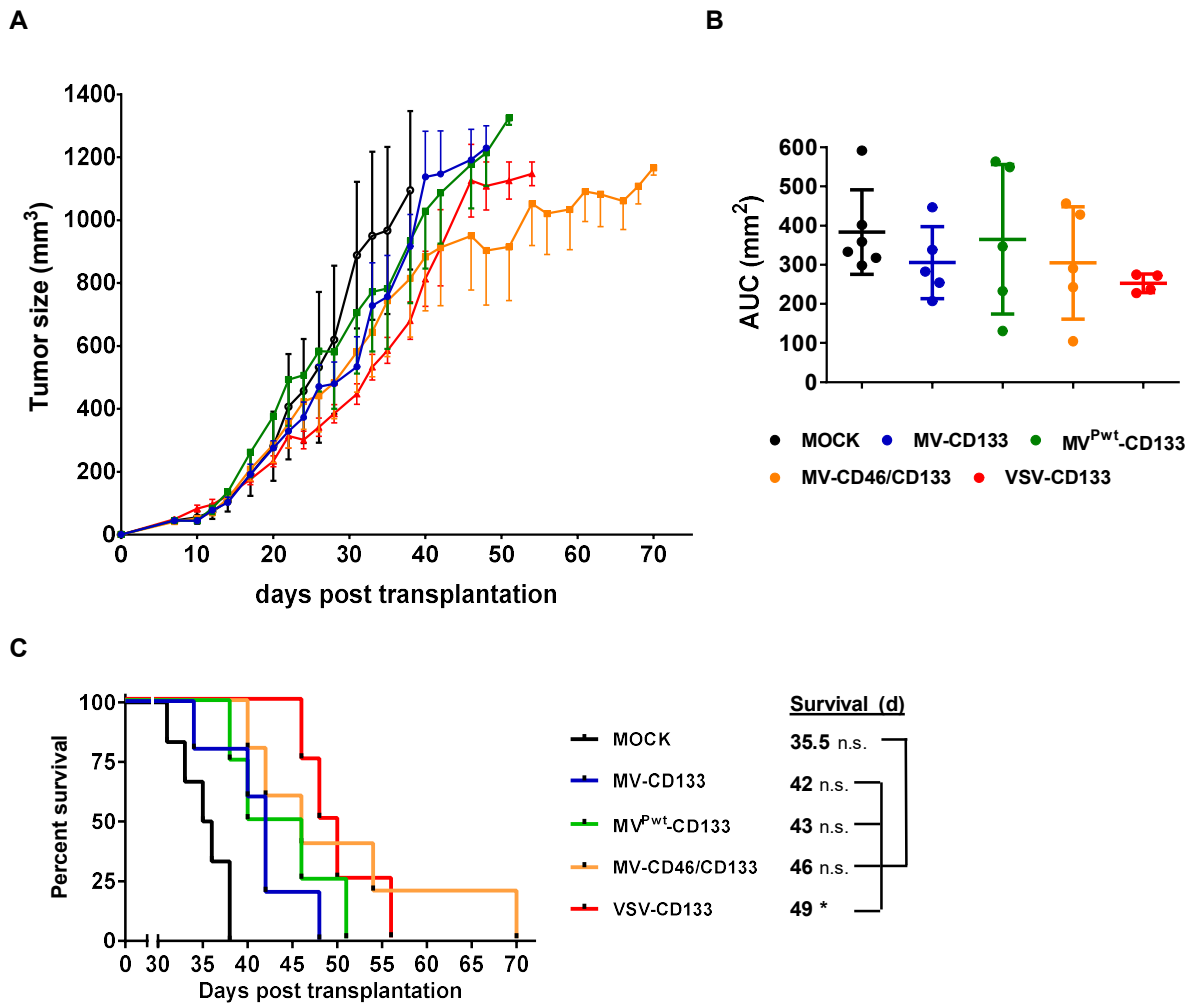 A
B
Tumor size (mm³)
1400
1200
1000
800
600
400
200
0
0 10 20 30 40 50 60 70
days post transplantation
AUC (mm²)
600
500
400
300
200
100
0
MOCK MV-CD133 MVᴾʷᵗ-CD133
MV-CD46/CD133 VSV-CD133
C
Percent survival
100
75
50
25
0
0 30 35 40 45 50 55 60 65 70
Days post transplantation
Survival (d)
MOCK 35.5 n.s.
MV-CD133 42 n.s.
MVᴾʷᵗ-CD133 43 n.s.
MV-CD46/CD133 46 n.s.
VSV-CD133 49 *